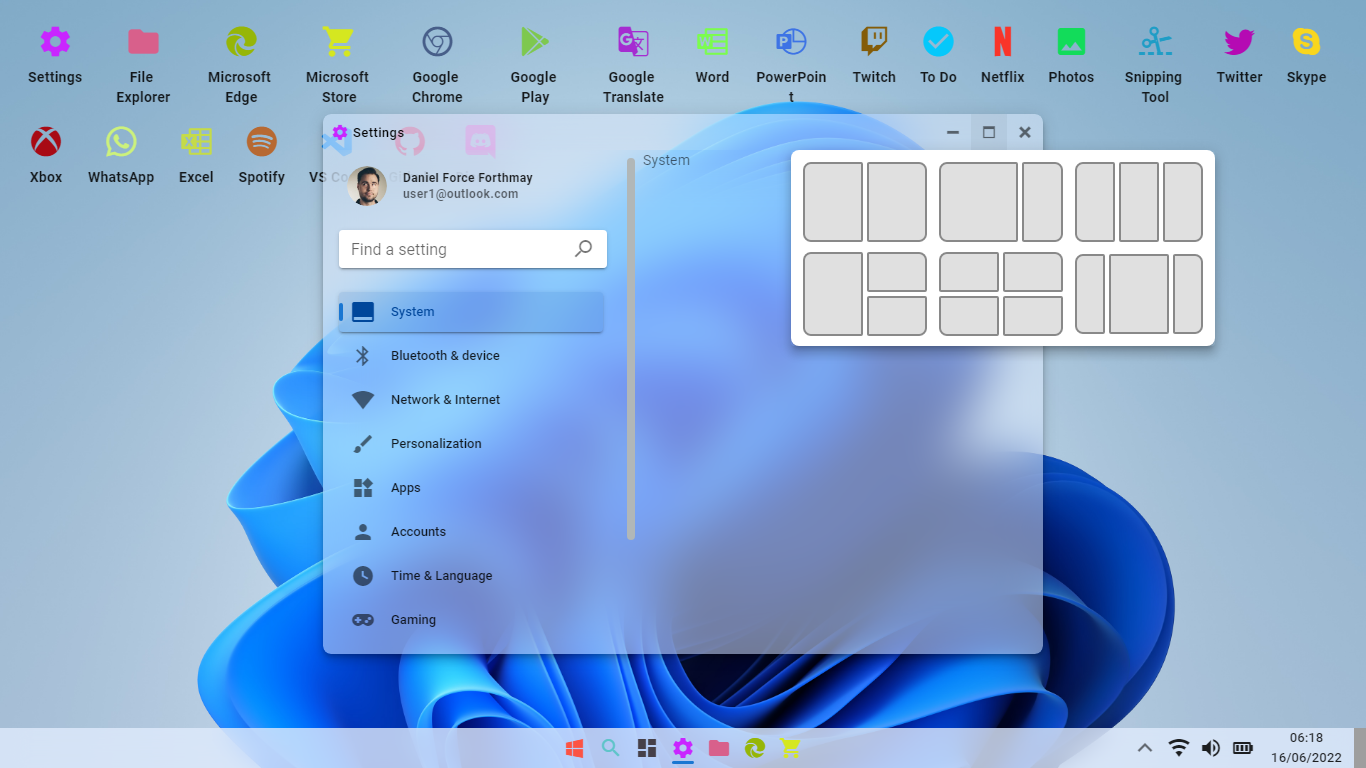 Settings
File Explorer
Microsoft Edge
Microsoft Store
Google Chrome
Google Play
Google Translate
Word
PowerPoin
t
Twitch
To Do
Netflix
Photos
Snipping Tool
Twitter
Skype
Xbox
WhatsApp
Excel
Spotify
VS Co
Settings
Daniel Force Forthmay
user1@outlook.com
Find a setting
System
Bluetooth & device
Network & Internet
Personalization
Apps
Accounts
Time & Language
Gaming
System
06:18
16/06/2022